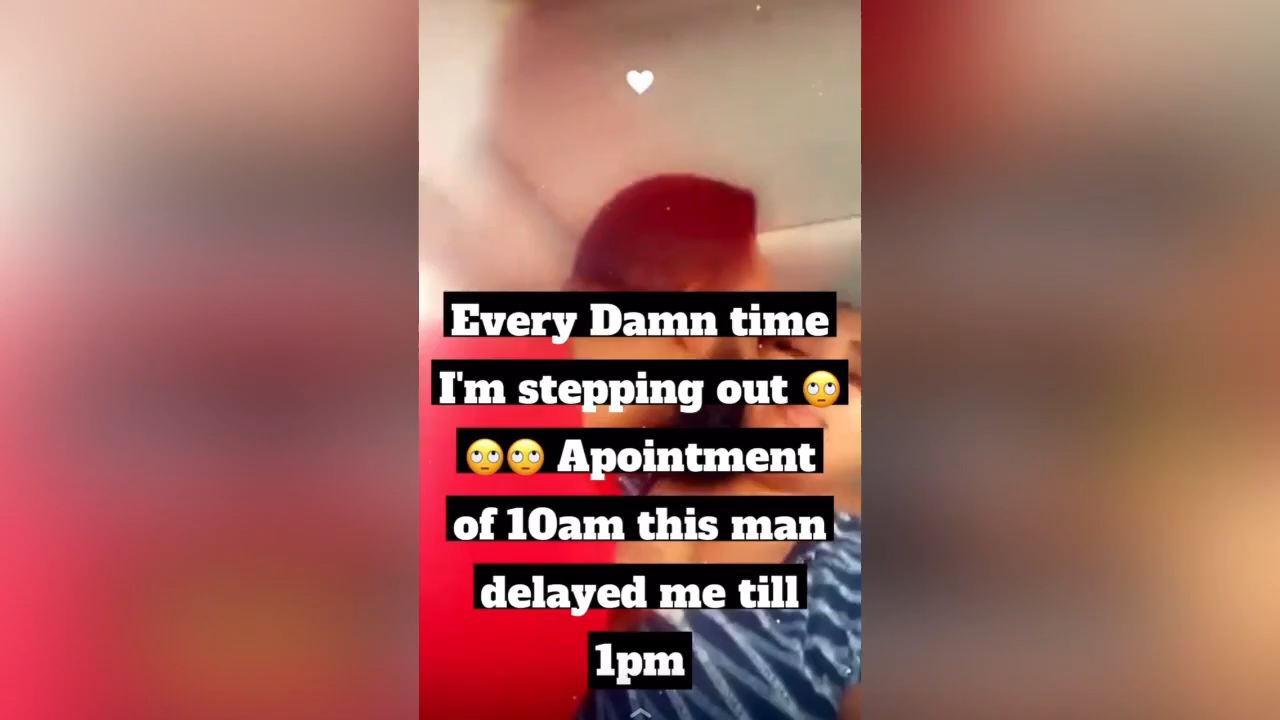 Every Damn time
I'm stepping out 🙄
🙄🙄 Apointment
of 10am this man
delayed me till
1pm